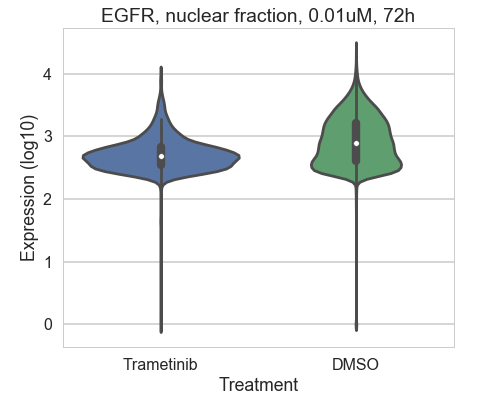 EGFR, nuclear fraction, 0.01uM, 72h
Expression (log10)
4
3
2
1
0
Trametinib DMSO
Treatment